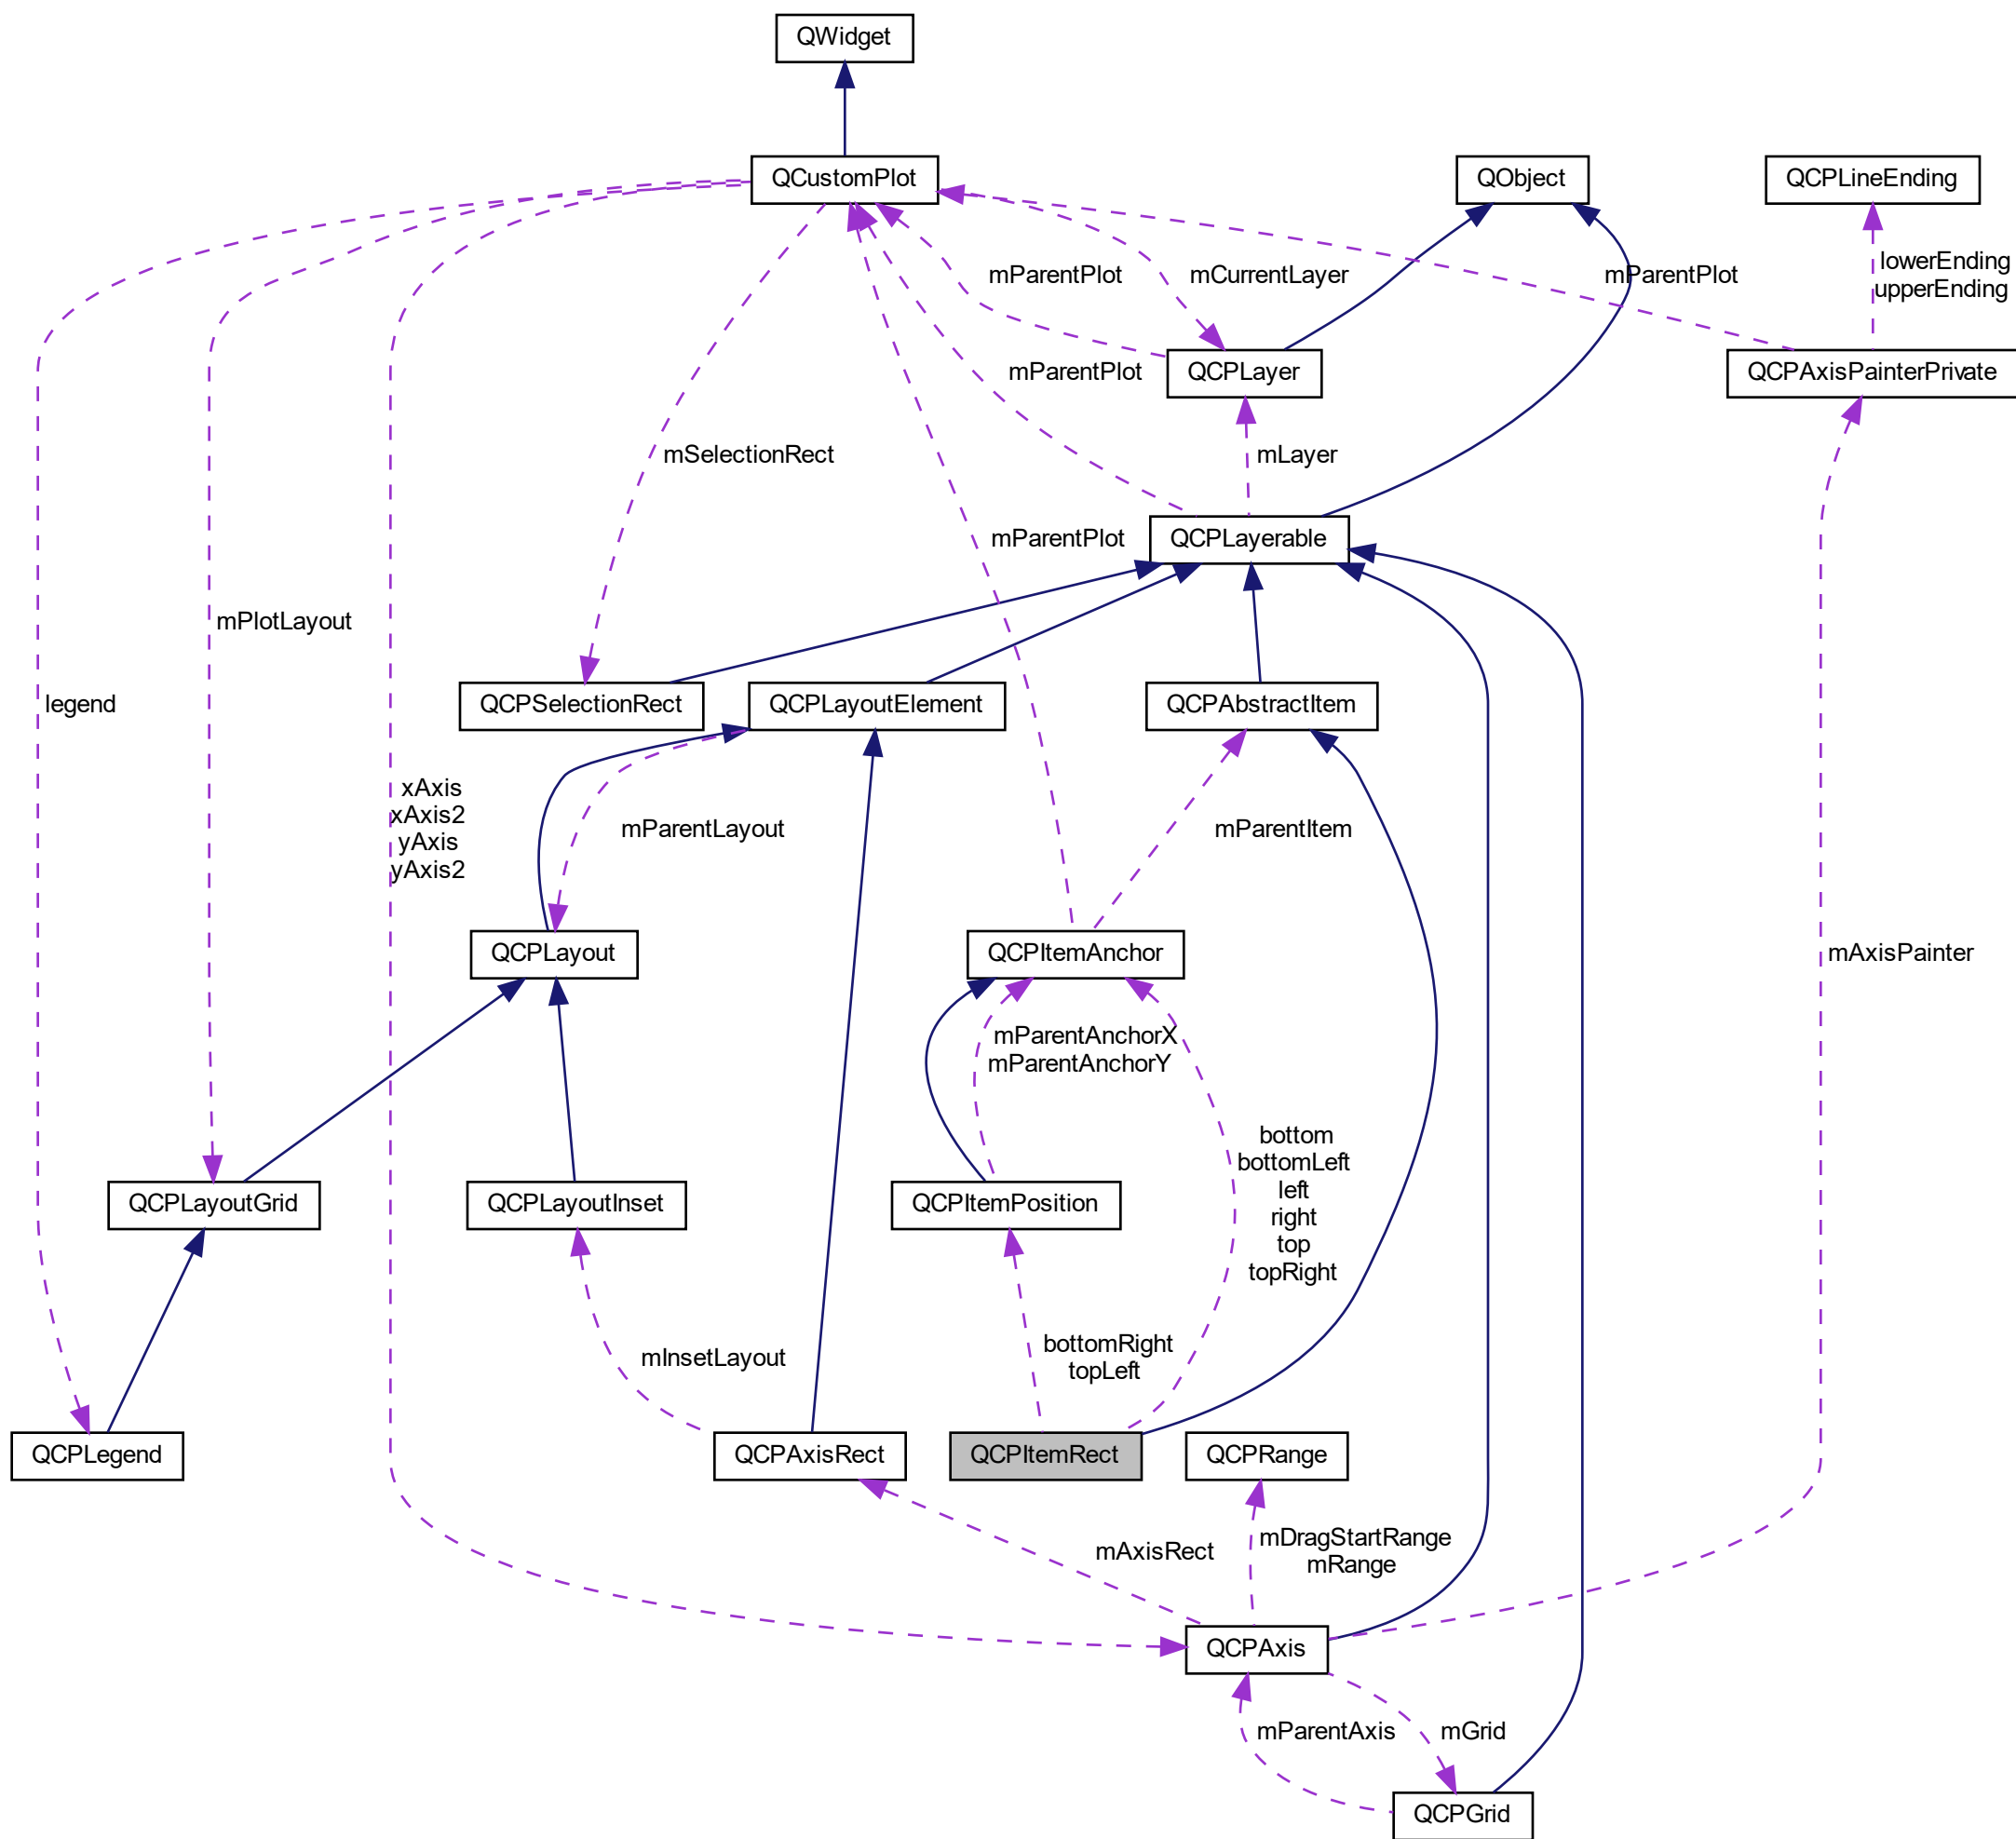 QWidget
QCustomPlot
QObject
QCPLineEnding
mParentPlot
mCurrentLayer
mParentPlot
lowerEnding
upperEnding
mParentPlot
QCPLayer
QCPAxisPainterPrivate
mSelectionRect
mLayer
mParentPlot
QCPLayerable
mPlotLayout
legend
QCPSelectionRect
QCPLayoutElement
QCPAbstractItem
xAxis
xAxis2
yAxis
yAxis2
mParentLayout
mParentItem
QCPLayout
QCPItemAnchor
mAxisPainter
mParentAnchorX
mParentAnchorY
bottom
bottomLeft
left
right
top
topRight
QCPLayoutGrid
QCPLayoutInset
QCPItemPosition
mInsetLayout
bottomRight
topLeft
QCPLegend
QCPAxisRect
QCPItemRect
QCPRange
mAxisRect
mDragStartRange
mRange
QCPAxis
mParentAxis
mGrid
QCPGrid